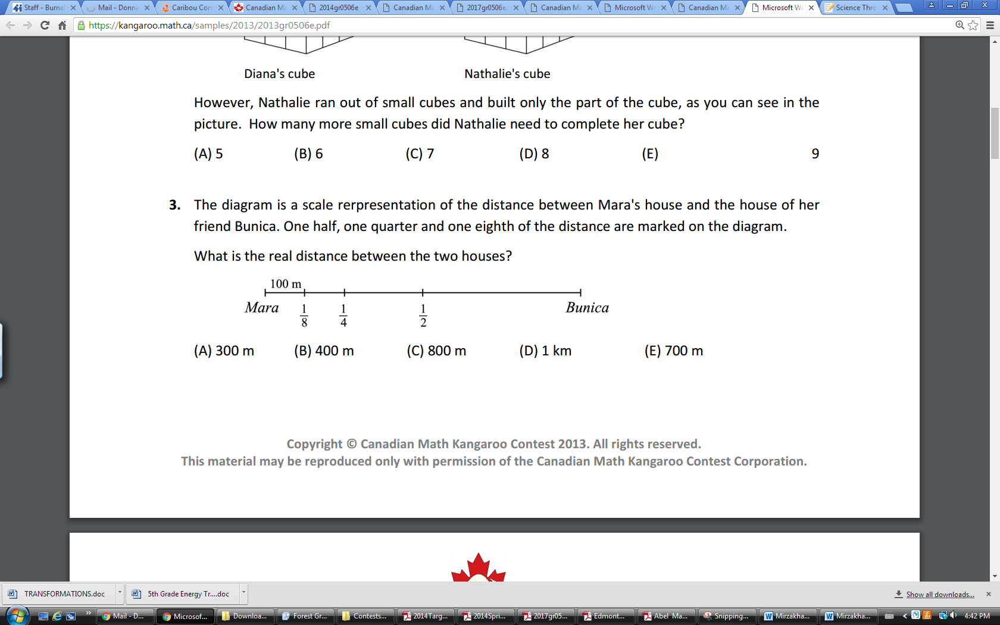 Staff - Burna
Mail - Donna
Caribou Con
Canadian Ma
2014gr0506e
Canadian Ma
2017gr0506e
Canadian Ma
Microsoft Wo
Canadian Ma
Microsoft Wo
Science Thro
https://kangaroo.math.ca/samples/2013/2013gr0506e.pdf
Diana's cube
Nathalie's cube
However, Nathalie ran out of small cubes and built only the part of the cube, as you can see in the
picture. How many more small cubes did Nathalie need to complete her cube?
(A) 5 (B) 6 (C) 7 (D) 8 (E) 9
3. The diagram is a scale rerpresentation of the distance between Mara's house and the house of her
friend Bunica. One half, one quarter and one eighth of the distance are marked on the diagram.
What is the real distance between the two houses?
100 m
Mara 1/8 1/4 1/2 Bunica
(A) 300 m (B) 400 m (C) 800 m (D) 1 km (E) 700 m
Copyright © Canadian Math Kangaroo Contest 2013. All rights reserved.
This material may be reproduced only with permission of the Canadian Math Kangaroo Contest Corporation.
TRANSFORMATIONS.doc
5th Grade Energy Tr....doc
Show all downloads...
Mail - D...
Microsof...
Downloa...
Forest Gr...
Contests...
2014Targ...
2014Spri...
2017gr05...
Edmont...
Abel Ma...
Snipping...
Mirzakha...
Mirzakha...
4:42 PM